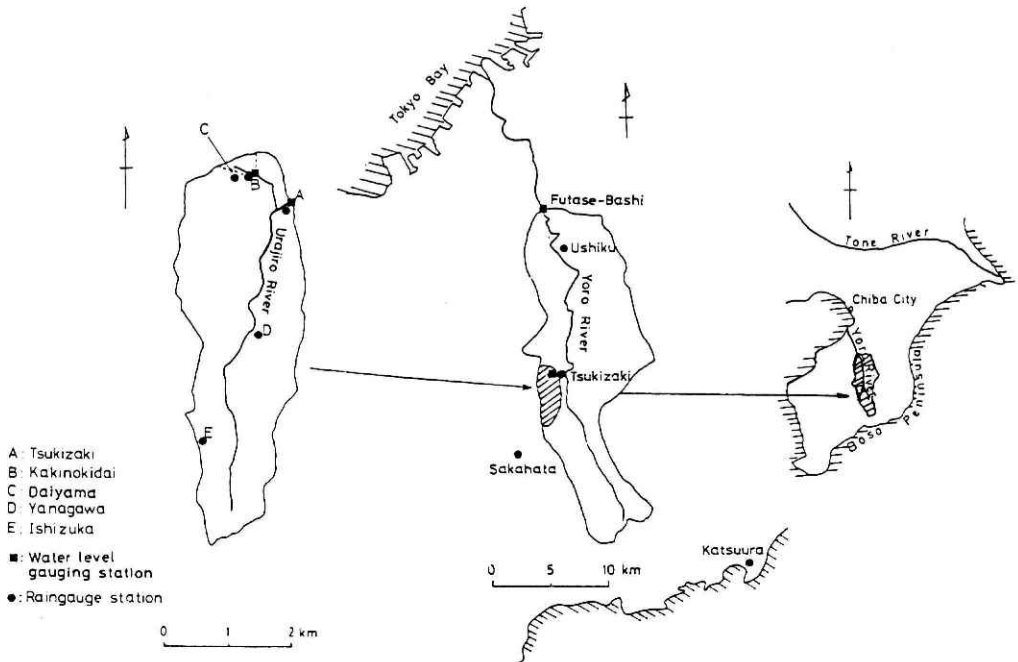 C
B
A
Urajiro River
D
E
A: Tsukizaki
B: Kakinokidai
C: Daiyama
D: Yanagawa
E: Ishizuka
■: Water level
gauging station
●: Raingauge station
0 1 2 km
Tokyo Bay
Futase-Bashi
Ushiku
Yoro River
Tsukizaki
Sakahata
0 5 10 km
Katsuura
Tone River
Chiba City
Yoro River
Boso Peninsula